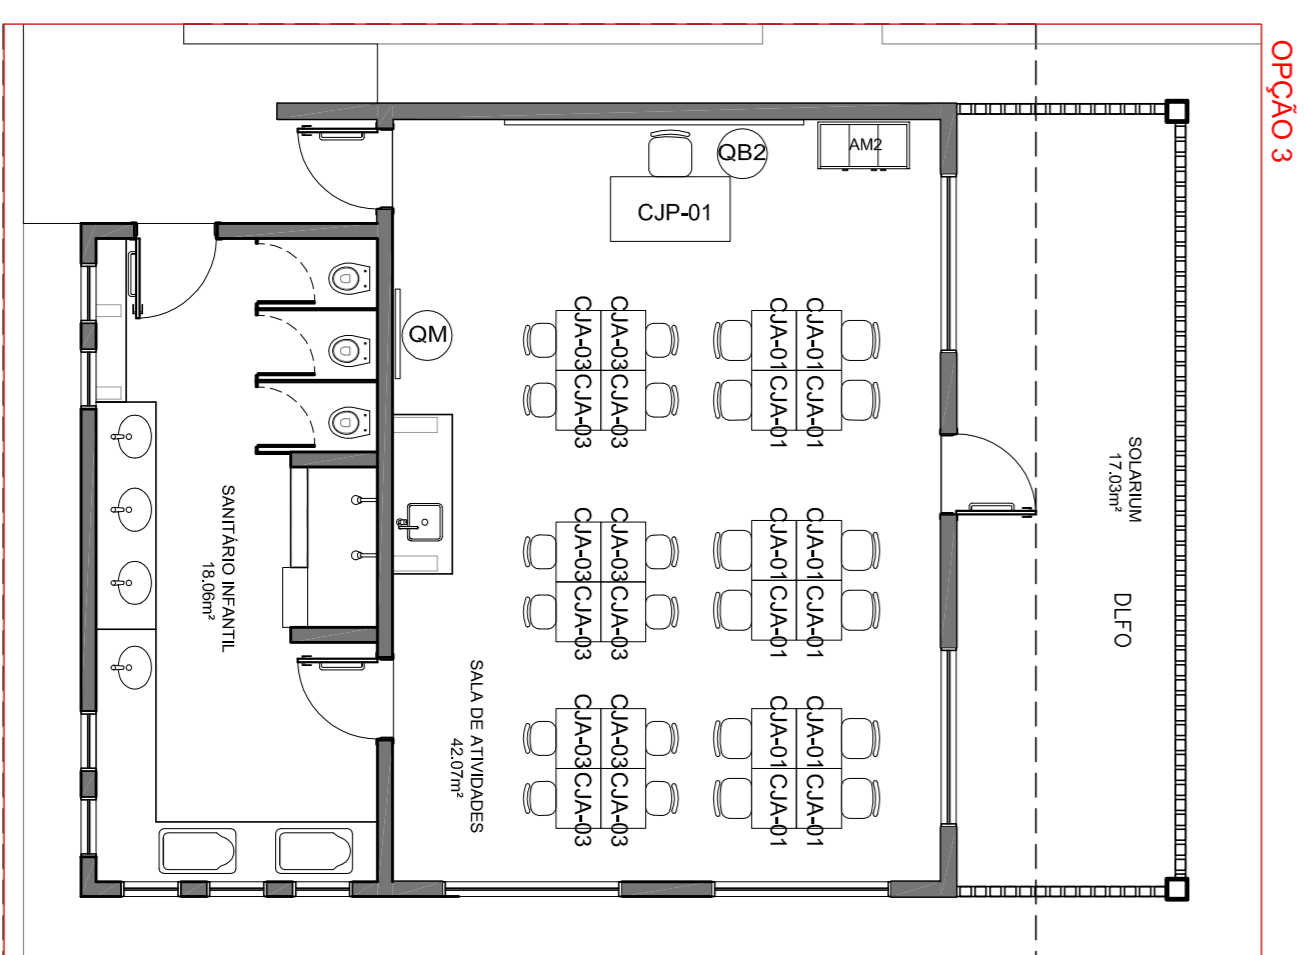 OPÇÃO 3
AM2
QB2
CJP-01
QM
CJA-03
CJA-03
CJA-01
CJA-01
CJA-03
CJA-03
CJA-01
CJA-01
SOLARIUM
17.03m²
DLFO
SANITÁRIO INFANTIL
18.06m²
CJA-03
CJA-03
CJA-01
CJA-01
CJA-03
CJA-03
CJA-01
CJA-01
SALA DE ATIVIDADES
42.07m²
CJA-03
CJA-03
CJA-01
CJA-01
CJA-03
CJA-03
CJA-01
CJA-01